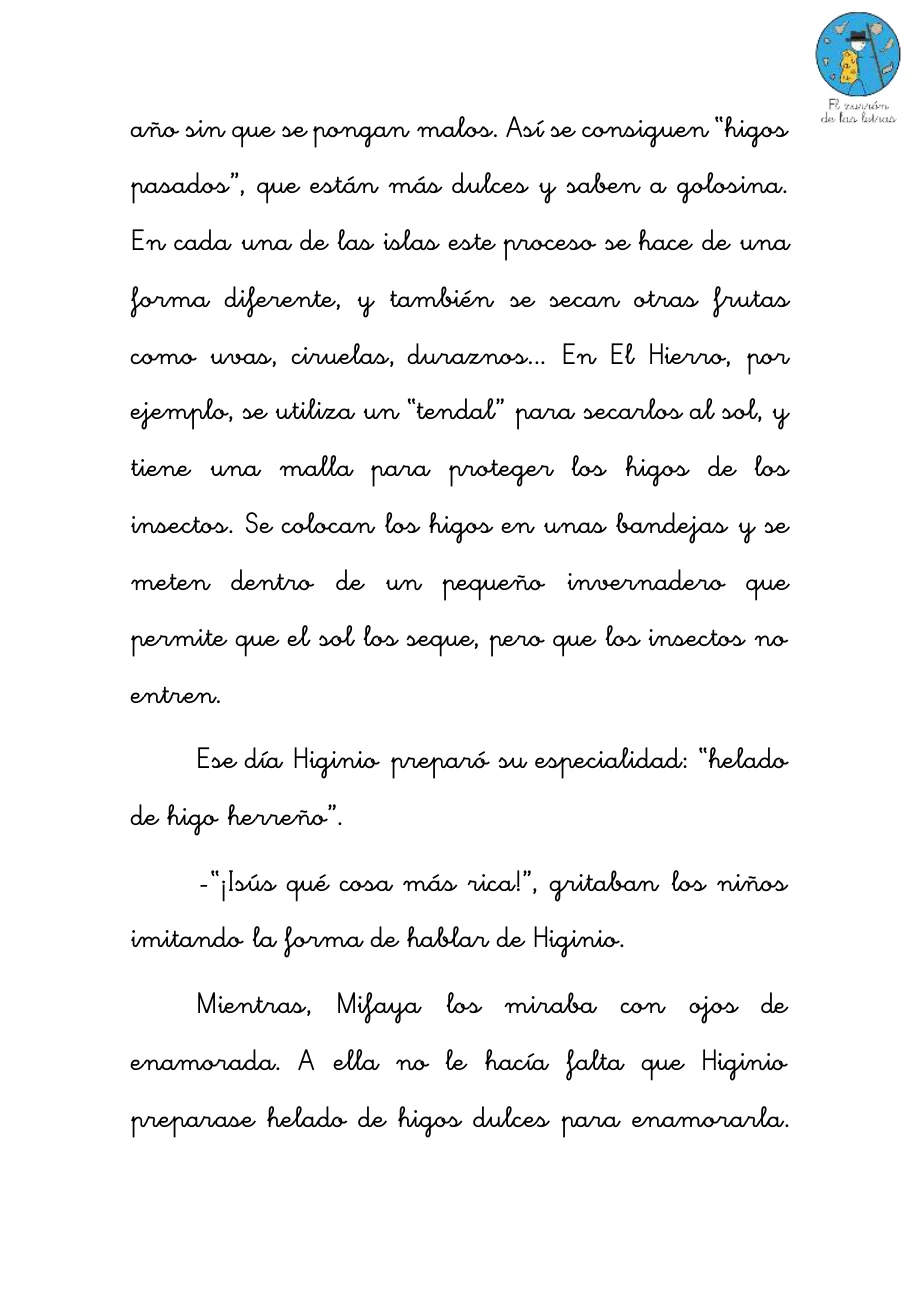 El zurrón
de las letras
año sin que se pongan malos. Así se consiguen “higos
pasados”, que están más dulces y saben a golosina.
En cada una de las islas este proceso se hace de una
forma diferente, y también se secan otras frutas
como uvas, ciruelas, duraznos... En El Hierro, por
ejemplo, se utiliza un “tendal” para secarlos al sol, y
tiene una malla para proteger los higos de los
insectos. Se colocan los higos en unas bandejas y se
meten dentro de un pequeño invernadero que
permite que el sol los seque, pero que los insectos no
entren.
Ese día Higinio preparó su especialidad: “helado
de higo herreño”.
-“¡Isús qué cosa más rica!”, gritaban los niños
imitando la forma de hablar de Higinio.
Mientras, Mifaya los miraba con ojos de
enamorada. A ella no le hacía falta que Higinio
preparase helado de higos dulces para enamorarla.